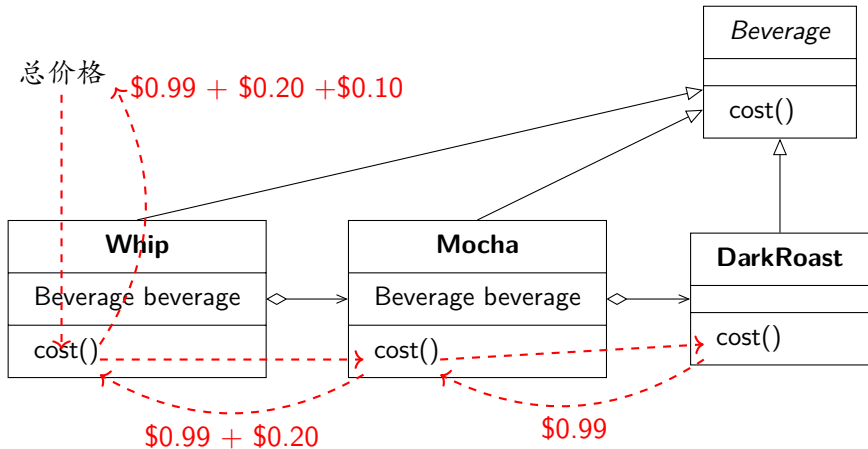 Beverage
cost()
总价格
$0.99 + $0.20 +$0.10
Whip
Beverage beverage
cost()
Mocha
Beverage beverage
cost()
DarkRoast
cost()
$0.99 + $0.20
$0.99